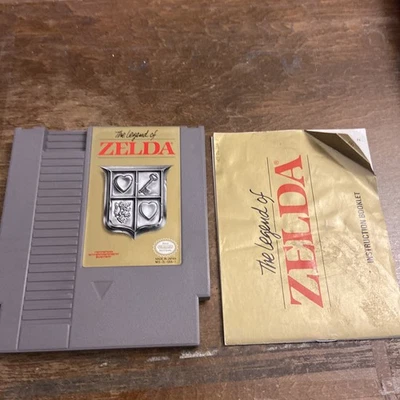 The Legend of
ZELDA
The Legend of
ZELDA
INSTRUCTION BOOKLET